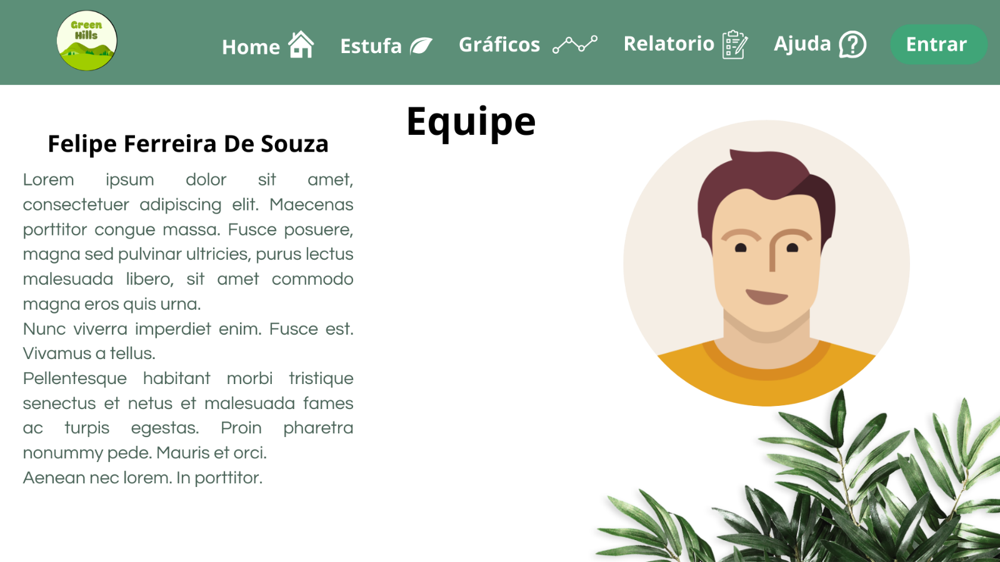 Green
Hills
Home
Estufa
Gráficos
Relatorio
Ajuda
Entrar
Equipe
Felipe Ferreira De Souza
Lorem ipsum dolor sit amet,
consectetuer adipiscing elit. Maecenas
porttitor congue massa. Fusce posuere,
magna sed pulvinar ultricies, purus lectus
malesuada libero, sit amet commodo
magna eros quis urna.
Nunc viverra imperdiet enim. Fusce est.
Vivamus a tellus.
Pellentesque habitant morbi tristique
senectus et netus et malesuada fames
ac turpis egestas. Proin pharetra
nonummy pede. Mauris et orci.
Aenean nec lorem. In porttitor.